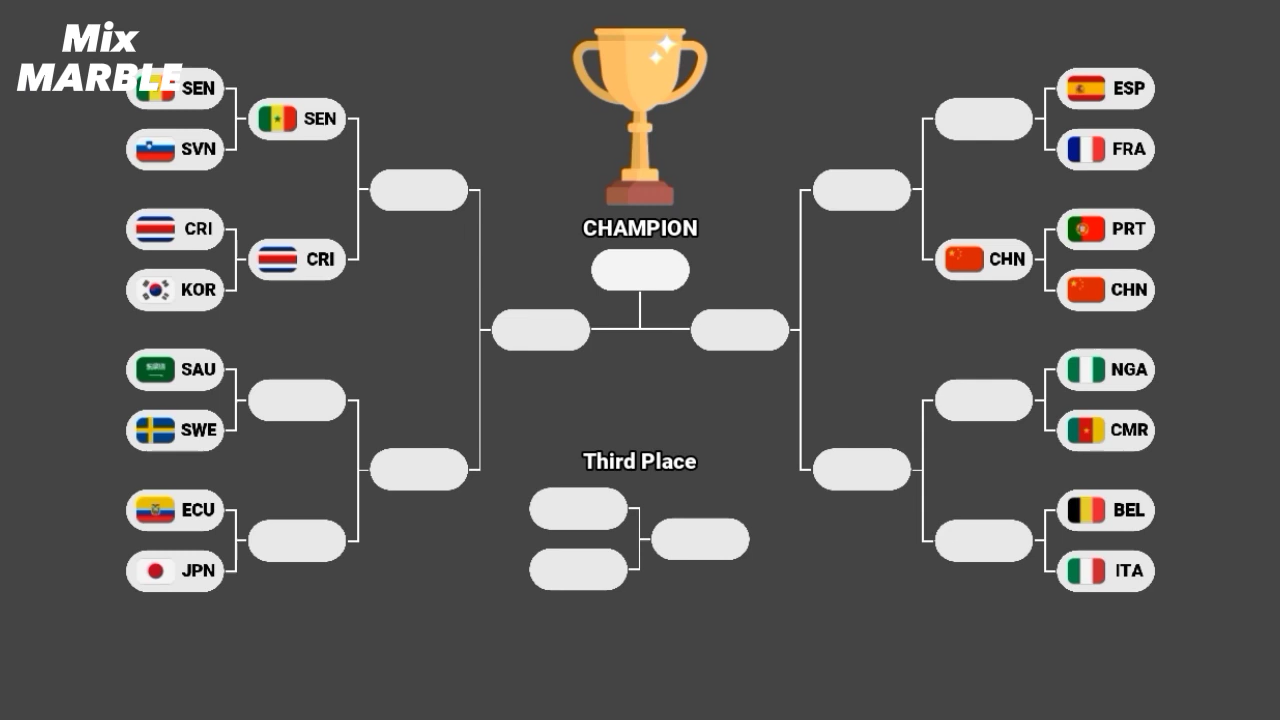 Mix
MARBLE
SEN
SVN
SEN
CRI
KOR
CRI
SAU
SWE
ECU
JPN
CHAMPION
Third Place
ESP
FRA
PRT
CHN
CHN
NGA
CMR
BEL
ITA